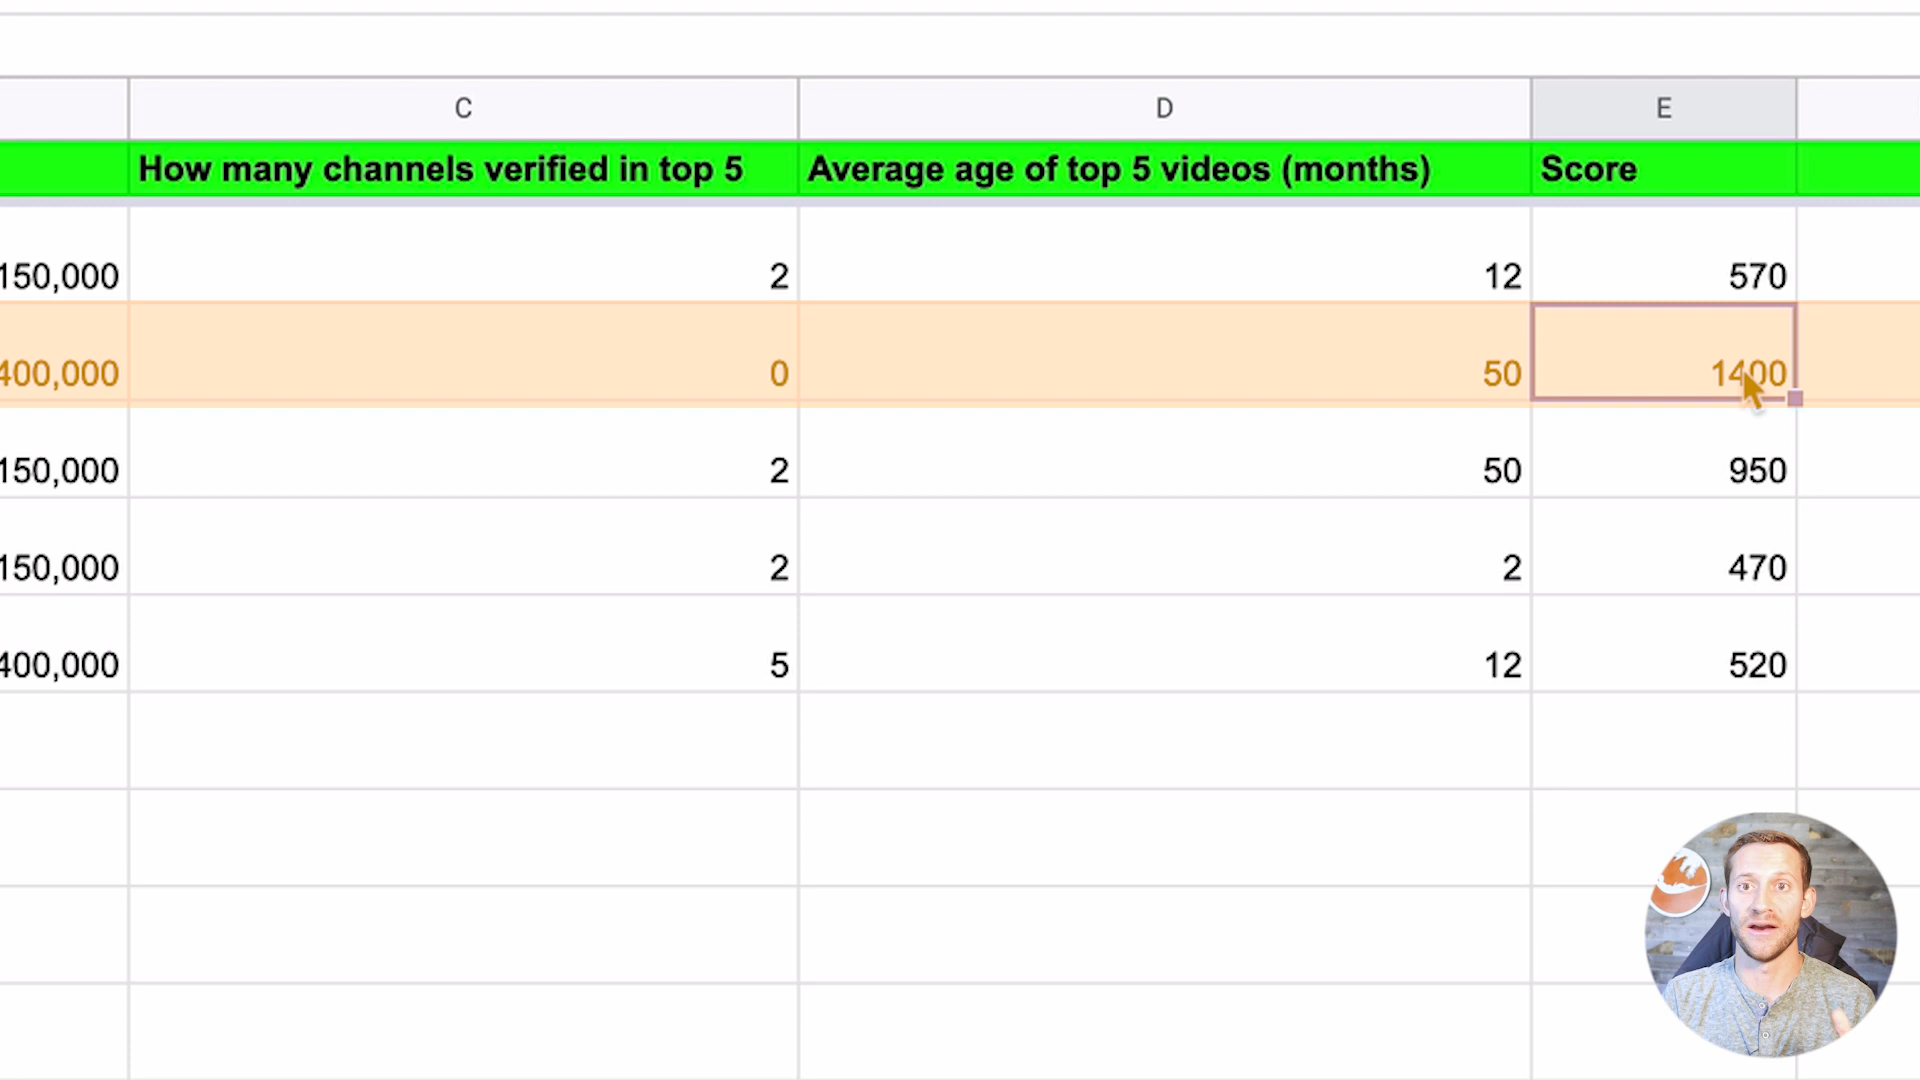 C D E
How many channels verified in top 5 Average age of top 5 videos (months) Score
150,000 2 12 570
400,000 0 50 1400
150,000 2 50 950
150,000 2 2 470
400,000 5 12 520